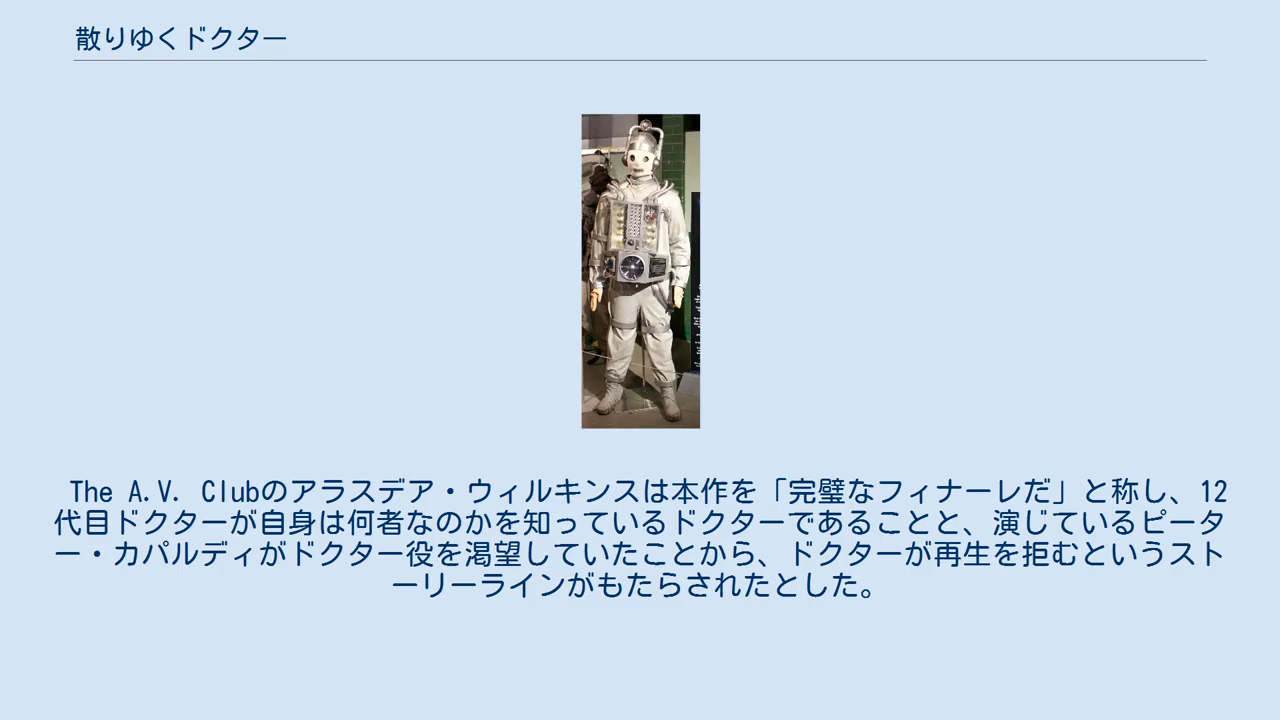 散りゆくドクター
The A.V. Clubのアラスデア・ウィルキンスは本作を「完璧なフィナーレだ」と称し、12
代目ドクターが自身は何者なのかを知っているドクターであることと、演じているピータ
ー・カパルディがドクター役を渇望していたことから、ドクターが再生を拒むというスト
ーリーラインがもたらされたとした。